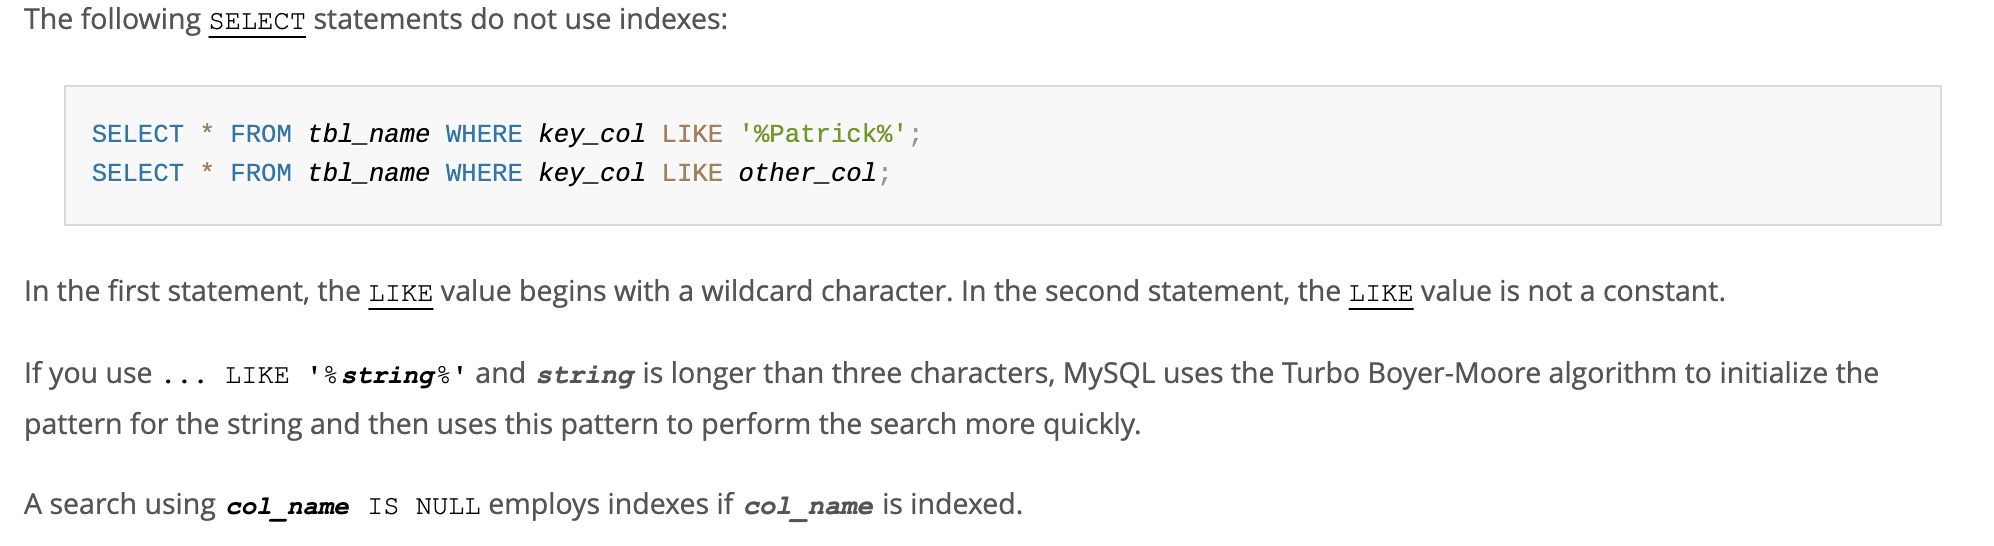 The following SELECT statements do not use indexes:
SELECT * FROM tbl_name WHERE key_col LIKE '%Patrick%';
SELECT * FROM tbl_name WHERE key_col LIKE other_col;
In the first statement, the LIKE value begins with a wildcard character. In the second statement, the LIKE value is not a constant.
If you use ... LIKE '%string%' and string is longer than three characters, MySQL uses the Turbo Boyer-Moore algorithm to initialize the
pattern for the string and then uses this pattern to perform the search more quickly.
A search using col_name IS NULL employs indexes if col_name is indexed.